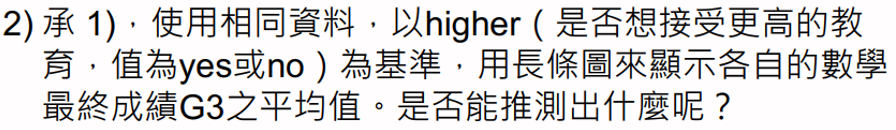 2) 承 1)，使用相同資料，以higher（是否想接受更高的教
育，值為yes或no）為基準，用長條圖來顯示各自的數學
最終成績G3之平均值。是否能推測出什麼呢？